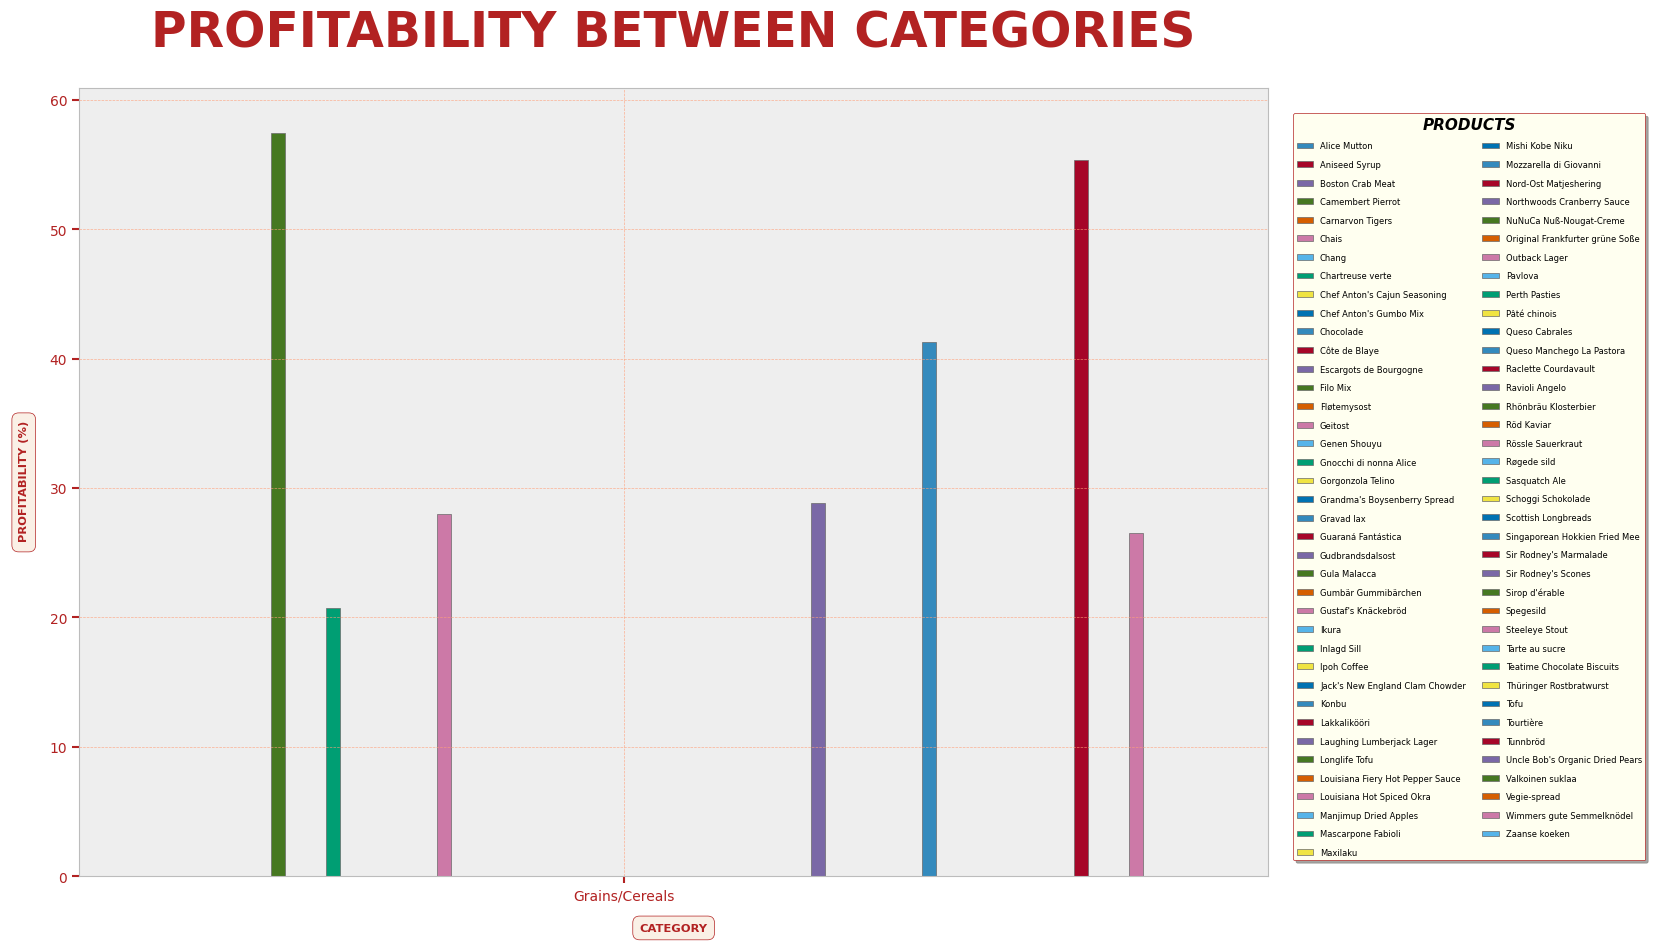 PROFITABILITY BETWEEN CATEGORIES
60
50
40
30
20
10
0
PROFITABILITY (%)
Grains/Cereals
CATEGORY
PRODUCTS
Alice Mutton
Aniseed Syrup
Boston Crab Meat
Camembert Pierrot
Carnarvon Tigers
Chais
Chang
Chartreuse verte
Chef Anton's Cajun Seasoning
Chef Anton's Gumbo Mix
Chocolade
Côte de Blaye
Escargots de Bourgogne
Filo Mix
Fløtemysost
Geitost
Genen Shouyu
Gnocchi di nonna Alice
Gorgonzola Telino
Grandma's Boysenberry Spread
Gravad lax
Guaraná Fantástica
Gudbrandsdalsost
Gula Malacca
Gumbär Gummibärchen
Gustaf's Knäckebröd
Ikura
Inlagd Sill
Ipoh Coffee
Jack's New England Clam Chowder
Konbu
Lakkalikööri
Laughing Lumberjack Lager
Longlife Tofu
Louisiana Fiery Hot Pepper Sauce
Louisiana Hot Spiced Okra
Manjimup Dried Apples
Mascarpone Fabioli
Maxilaku
Mishi Kobe Niku
Mozzarella di Giovanni
Nord-Ost Matjeshering
Northwoods Cranberry Sauce
NuNuCa Nuß-Nougat-Creme
Original Frankfurter grüne Soße
Outback Lager
Pavlova
Perth Pasties
Pâté chinois
Queso Cabrales
Queso Manchego La Pastora
Raclette Courdavault
Ravioli Angelo
Rhönbräu Klosterbier
Röd Kaviar
Rössle Sauerkraut
Røgede sild
Sasquatch Ale
Schoggi Schokolade
Scottish Longbreads
Singaporean Hokkien Fried Mee
Sir Rodney's Marmalade
Sir Rodney's Scones
Sirop d'érable
Spegesild
Steeleye Stout
Tarte au sucre
Teatime Chocolate Biscuits
Thüringer Rostbratwurst
Tofu
Tourtière
Tunnbröd
Uncle Bob's Organic Dried Pears
Valkoinen suklaa
Vegie-spread
Wimmers gute Semmelknödel
Zaanse koeken